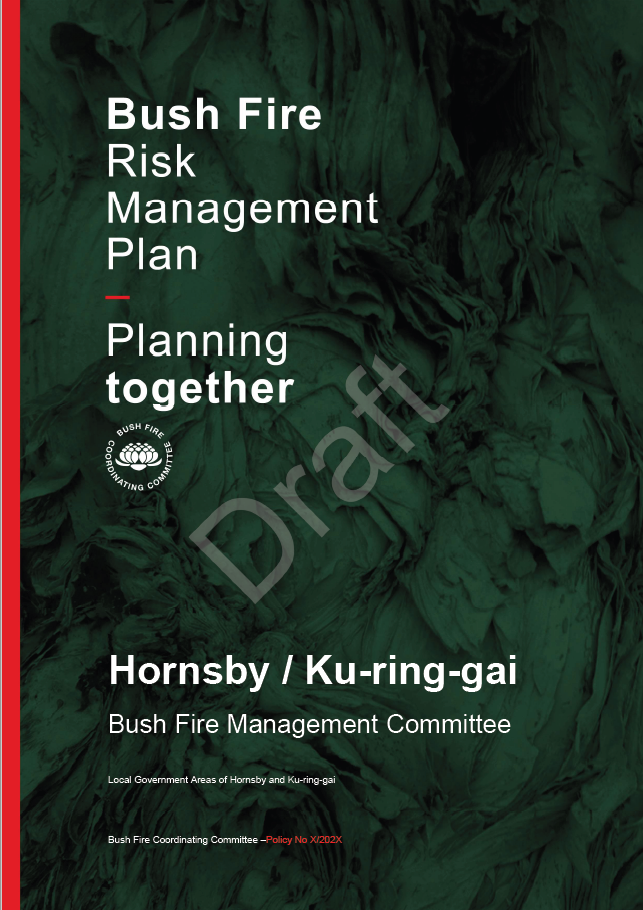 Bush Fire
Risk
Management
Plan
Planning
together
BUSH FIRE
COORDINATING COMMITTEE
Draft
Hornsby / Ku-ring-gai
Bush Fire Management Committee
Local Government Areas of Hornsby and Ku-ring-gai
Bush Fire Coordinating Committee –Policy No X/202X